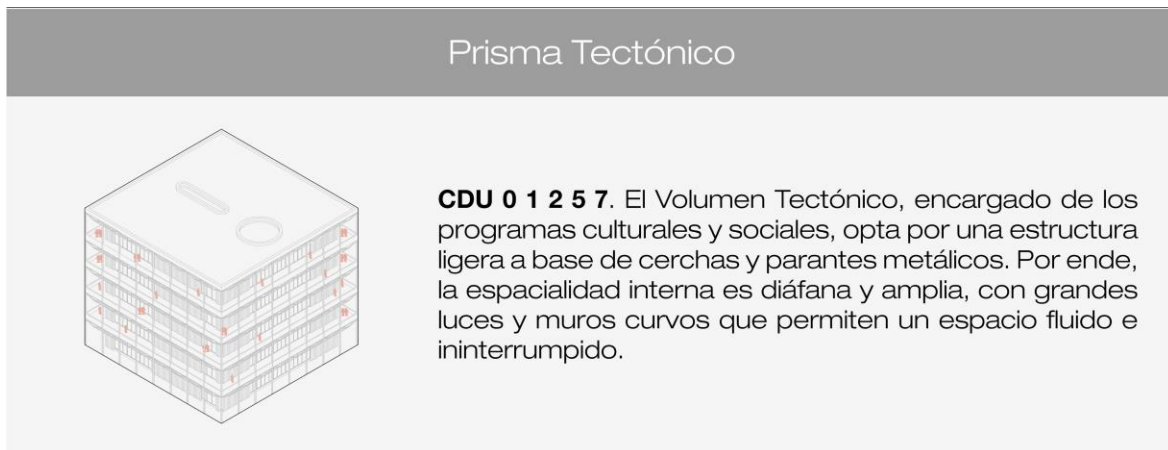 Prisma Tectónico
CDU 0 1 2 5 7. El Volumen Tectónico, encargado de los
programas culturales y sociales, opta por una estructura
ligera a base de cerchas y parantes metálicos. Por ende,
la espacialidad interna es diáfana y amplia, con grandes
luces y muros curvos que permiten un espacio fluido e
ininterrumpido.